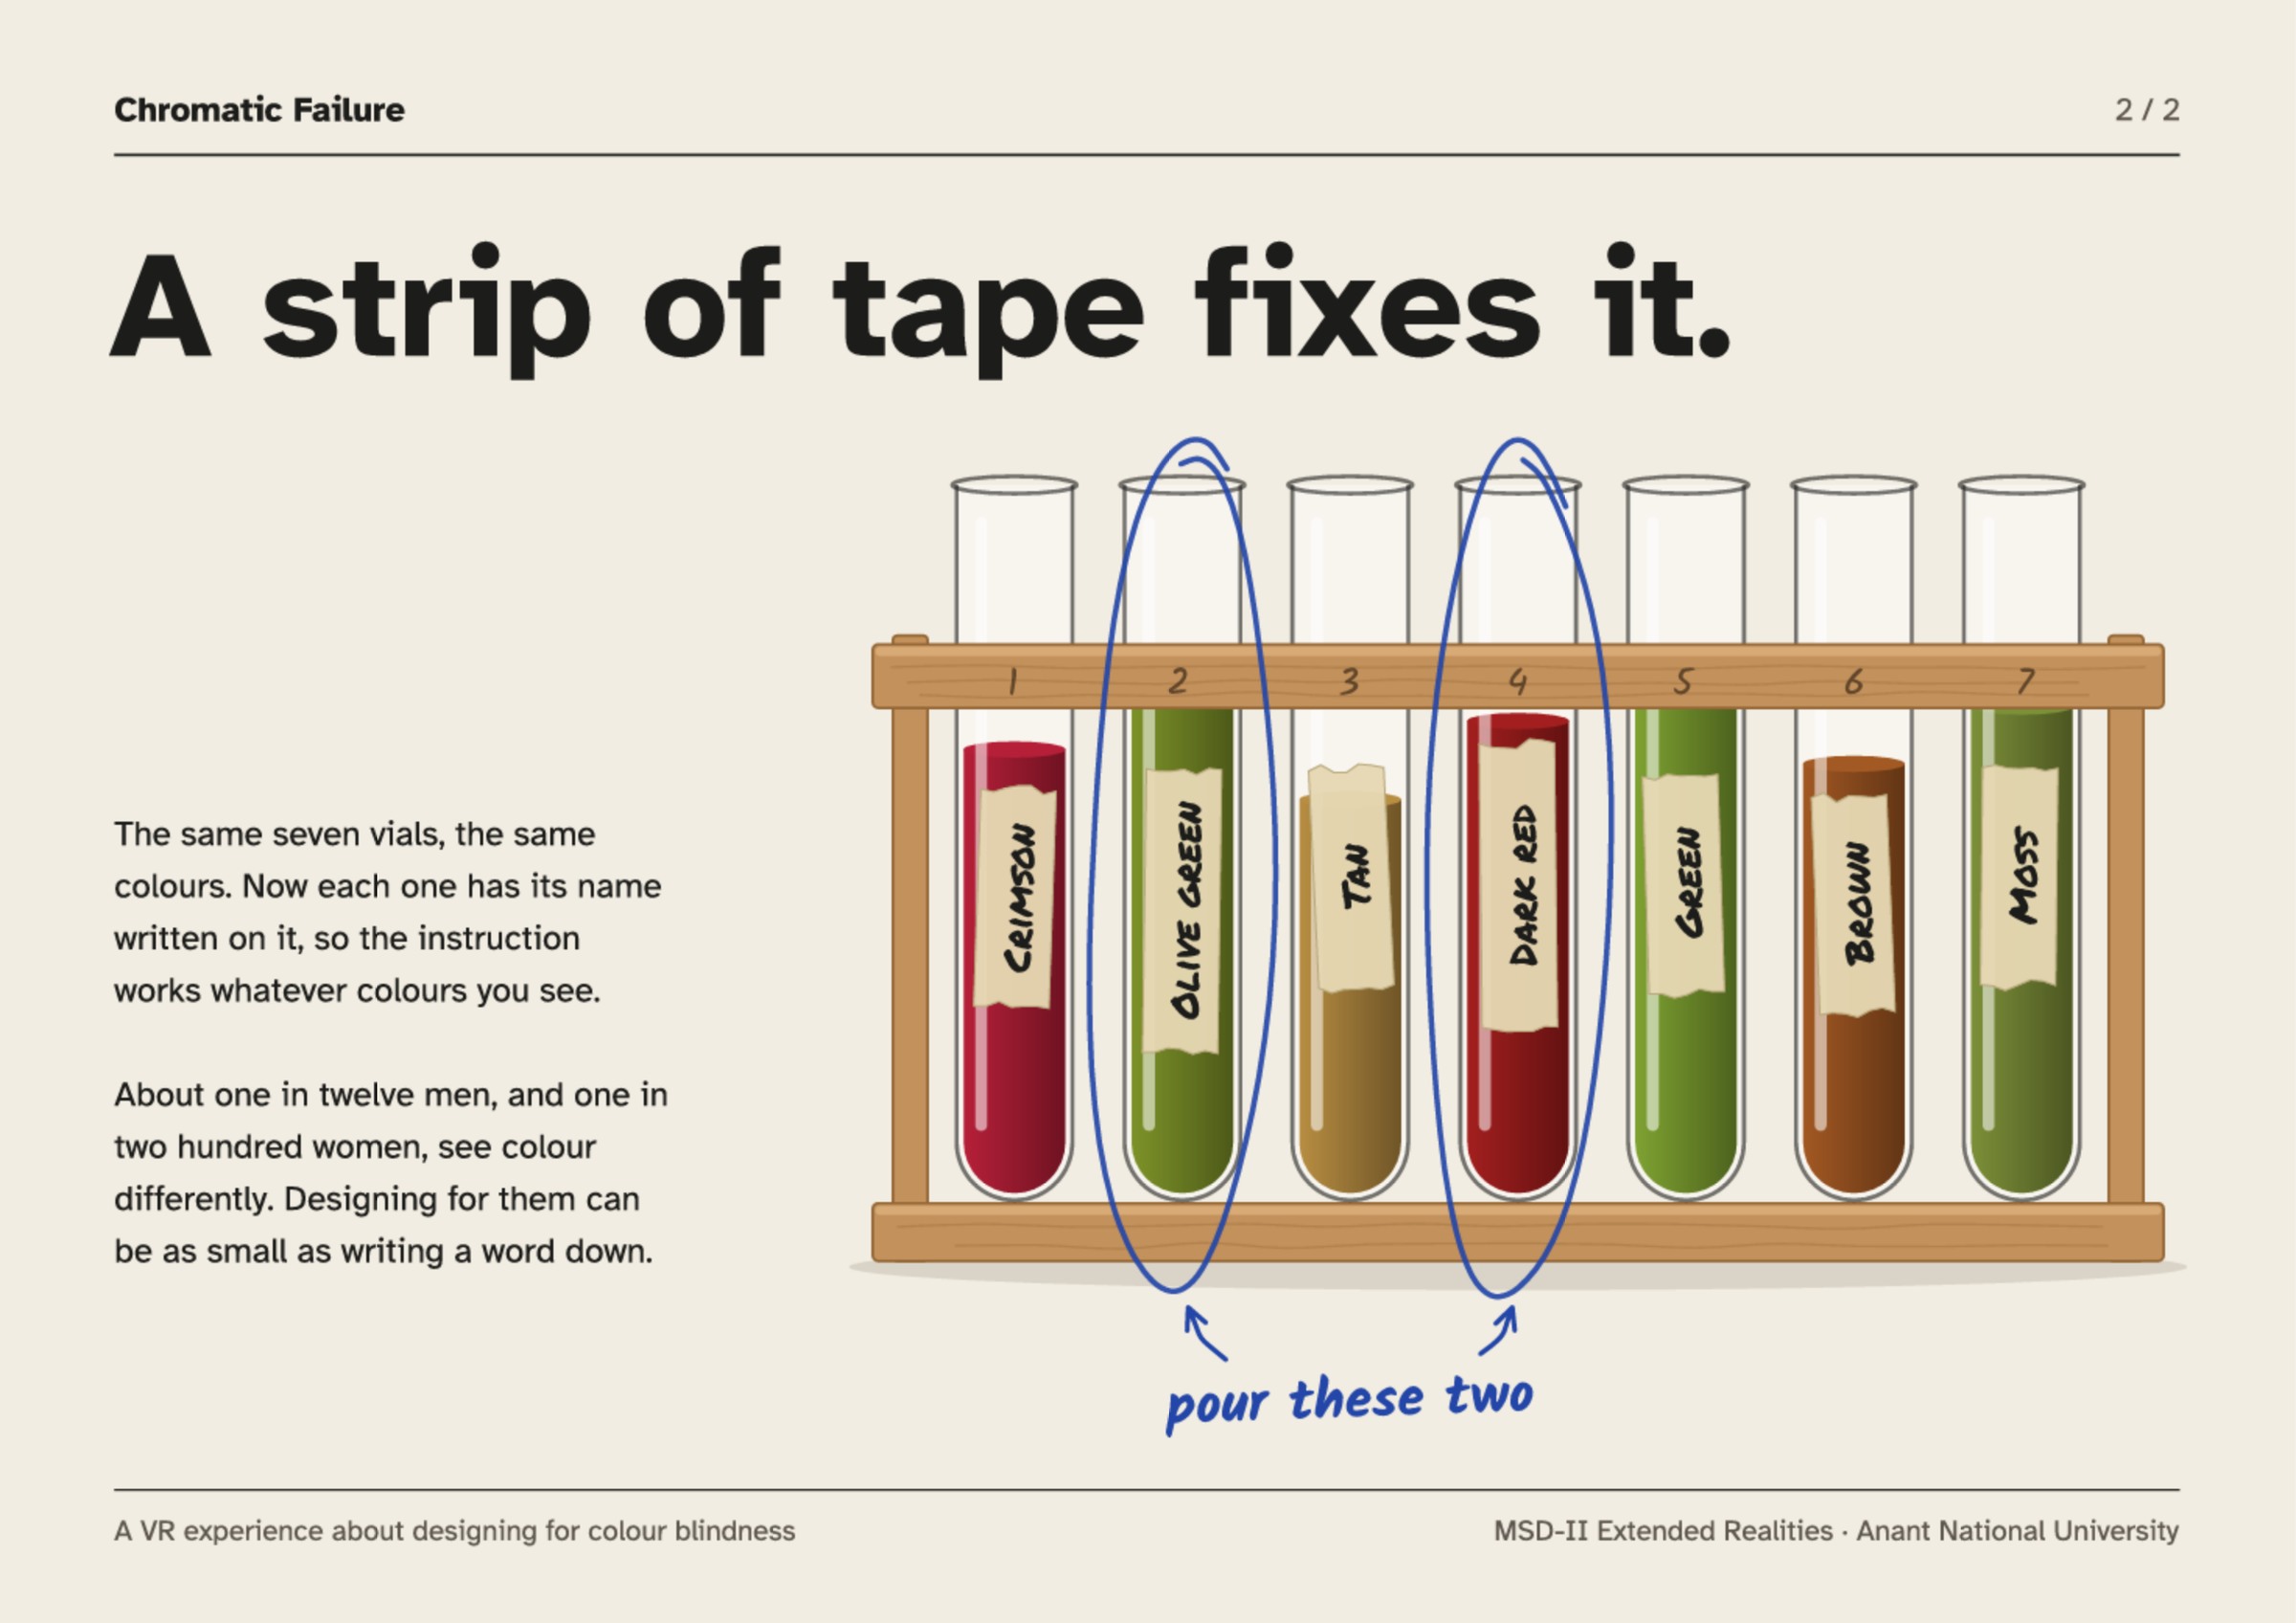 Chromatic Failure
2 / 2
A strip of tape fixes it.
The same seven vials, the same
colours. Now each one has its name
written on it, so the instruction
works whatever colours you see.
About one in twelve men, and one in
two hundred women, see colour
differently. Designing for them can
be as small as writing a word down.
1 2 3 4 5 6 7
CRIMSON
OLIVE GREEN
TAN
DARK RED
GREEN
BROWN
MOSS
pour these two
A VR experience about designing for colour blindness
MSD-II Extended Realities · Anant National University